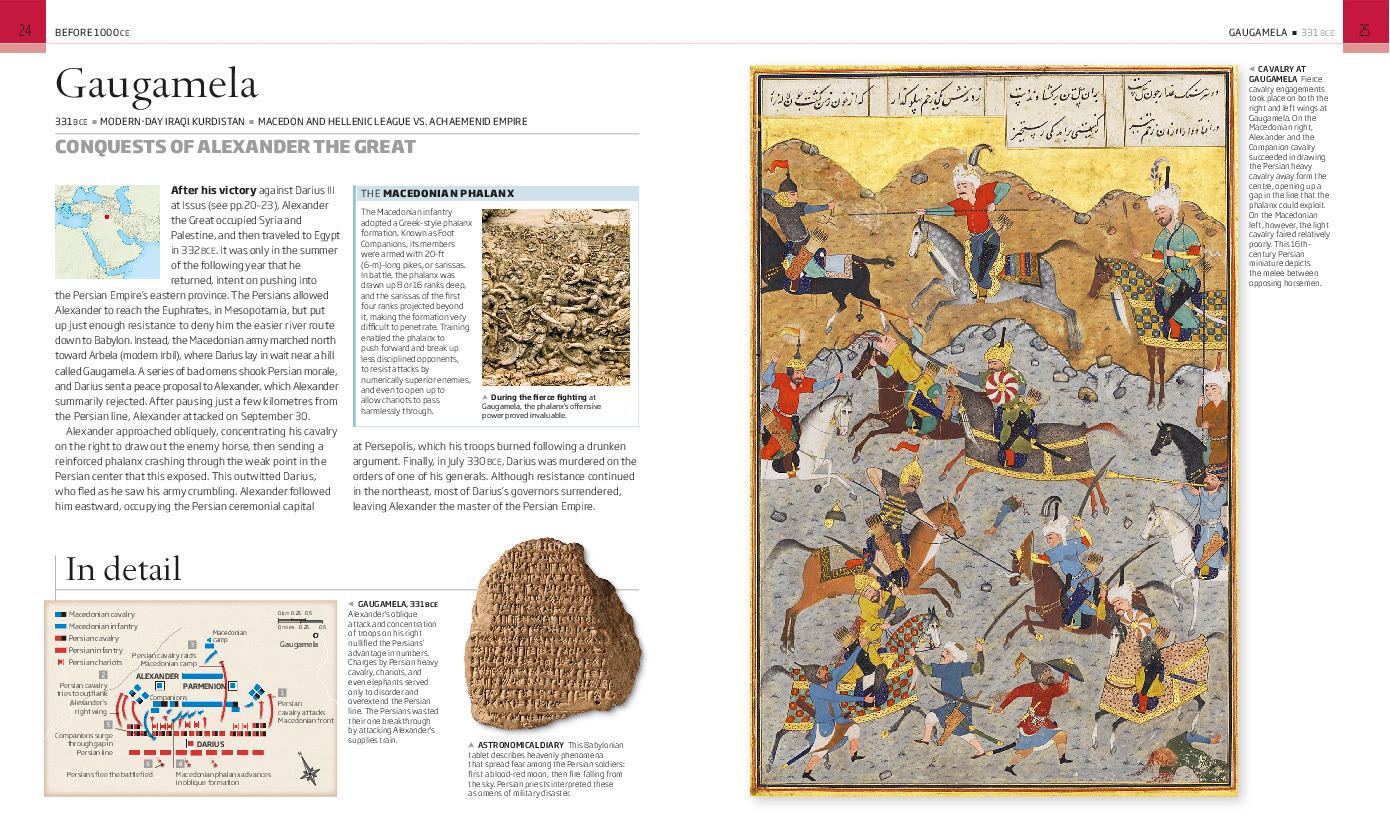 24
BEFORE 1000 CE
GAUGAMELA ■ 331 BCE
25
Gaugamela
331 BCE ■ MODERN-DAY IRAQI KURDISTAN ■ MACEDON AND HELLENIC LEAGUE VS. ACHAEMENID EMPIRE
CONQUESTS OF ALEXANDER THE GREAT
After his victory against Darius III
at Issus (see pp.20–23), Alexander
the Great occupied Syria and
Palestine, and then traveled to Egypt
in 332 BCE. It was only in the summer
of the following year that he
returned, intent on pushing into
the Persian Empire's eastern province. The Persians allowed
Alexander to reach the Euphrates, in Mesopotamia, but put
up just enough resistance to deny him the easier river route
down to Babylon. Instead, the Macedonian army marched north
toward Arbela (modern Irbil), where Darius lay in wait near a hill
called Gaugamela. A series of bad omens shook Persian morale,
and Darius sent a peace proposal to Alexander, which Alexander
summarily rejected. After pausing just a few kilometres from
the Persian line, Alexander attacked on September 30.
Alexander approached obliquely, concentrating his cavalry
on the right to draw out the enemy horse, then sending a
reinforced phalanx crashing through the weak point in the
Persian center that this exposed. This outwitted Darius,
who fled as he saw his army crumbling. Alexander followed
him eastward, occupying the Persian ceremonial capital
THE MACEDONIAN PHALANX
The Macedonian infantry
adopted a Greek-style phalanx
formation. Known as Foot
Companions, its members
were armed with 20-ft
(6-m)-long pikes, or sarissas.
In battle, the phalanx was
drawn up 8 or 16 ranks deep,
and the sarissas of the first
four ranks projected beyond
it, making the formation very
difficult to penetrate. Training
enabled the phalanx to
push forward and break up
less disciplined opponents,
to resist attacks by
numerically superior enemies,
and even to open up to
allow chariots to pass
harmlessly through.
During the fierce fighting at
Gaugamela, the phalanx's offensive
power proved invaluable.
at Persepolis, which his troops burned following a drunken
argument. Finally, in July 330 BCE, Darius was murdered on the
orders of one of his generals. Although resistance continued
in the northeast, most of Darius's governors surrendered,
leaving Alexander the master of the Persian Empire.
In detail
Macedonian cavalry
Macedonian infantry
Persian cavalry
Persian infantry
Persian chariots
0 km 0.25 0.5
0 miles 0.25 0.5
Gaugamela
Macedonian
camp
3
Persian cavalry raids
Macedonian camp
2
Persian cavalry
tries to outflank
Alexander's
right wing
ALEXANDER
PARMENION
Companions
1
Persian
cavalry attacks
Macedonian front
5
Companions surge
through gap in
Persian line
DARIUS
6
4
Persians flee the battlefied
Macedonian phalanx advances
in oblique formation
GAUGAMELA, 331 BCE
Alexander's oblique
attack and concentration
of troops on his right
nullified the Persians'
advantage in numbers.
Charges by Persian heavy
cavalry, chariots, and
even elephants served
only to disorder and
overextend the Persian
line. The Persians wasted
their one breakthrough
by attacking Alexander's
supplies train.
ASTRONOMICAL DIARY This Babylonian
tablet describes heavenly phenomena
that spread fear among the Persian soldiers:
first a blood-red moon, then fire falling from
the sky. Persian priests interpreted these
as omens of military disaster.
CAVALRY AT
GAUGAMELA Fierce
cavalry engagements
took place on both the
right and left wings at
Gaugamela. On the
Macedonian right,
Alexander and the
Companion cavalry
succeeded in drawing
the Persian heavy
cavalry away form the
centre, opening up a
gap in the line that the
phalanx could exploit.
On the Macedonian
left, however, the light
cavalry faired relatively
poorly. This 16th-
century Persian
miniature depicts
the melee between
opposing horsemen.